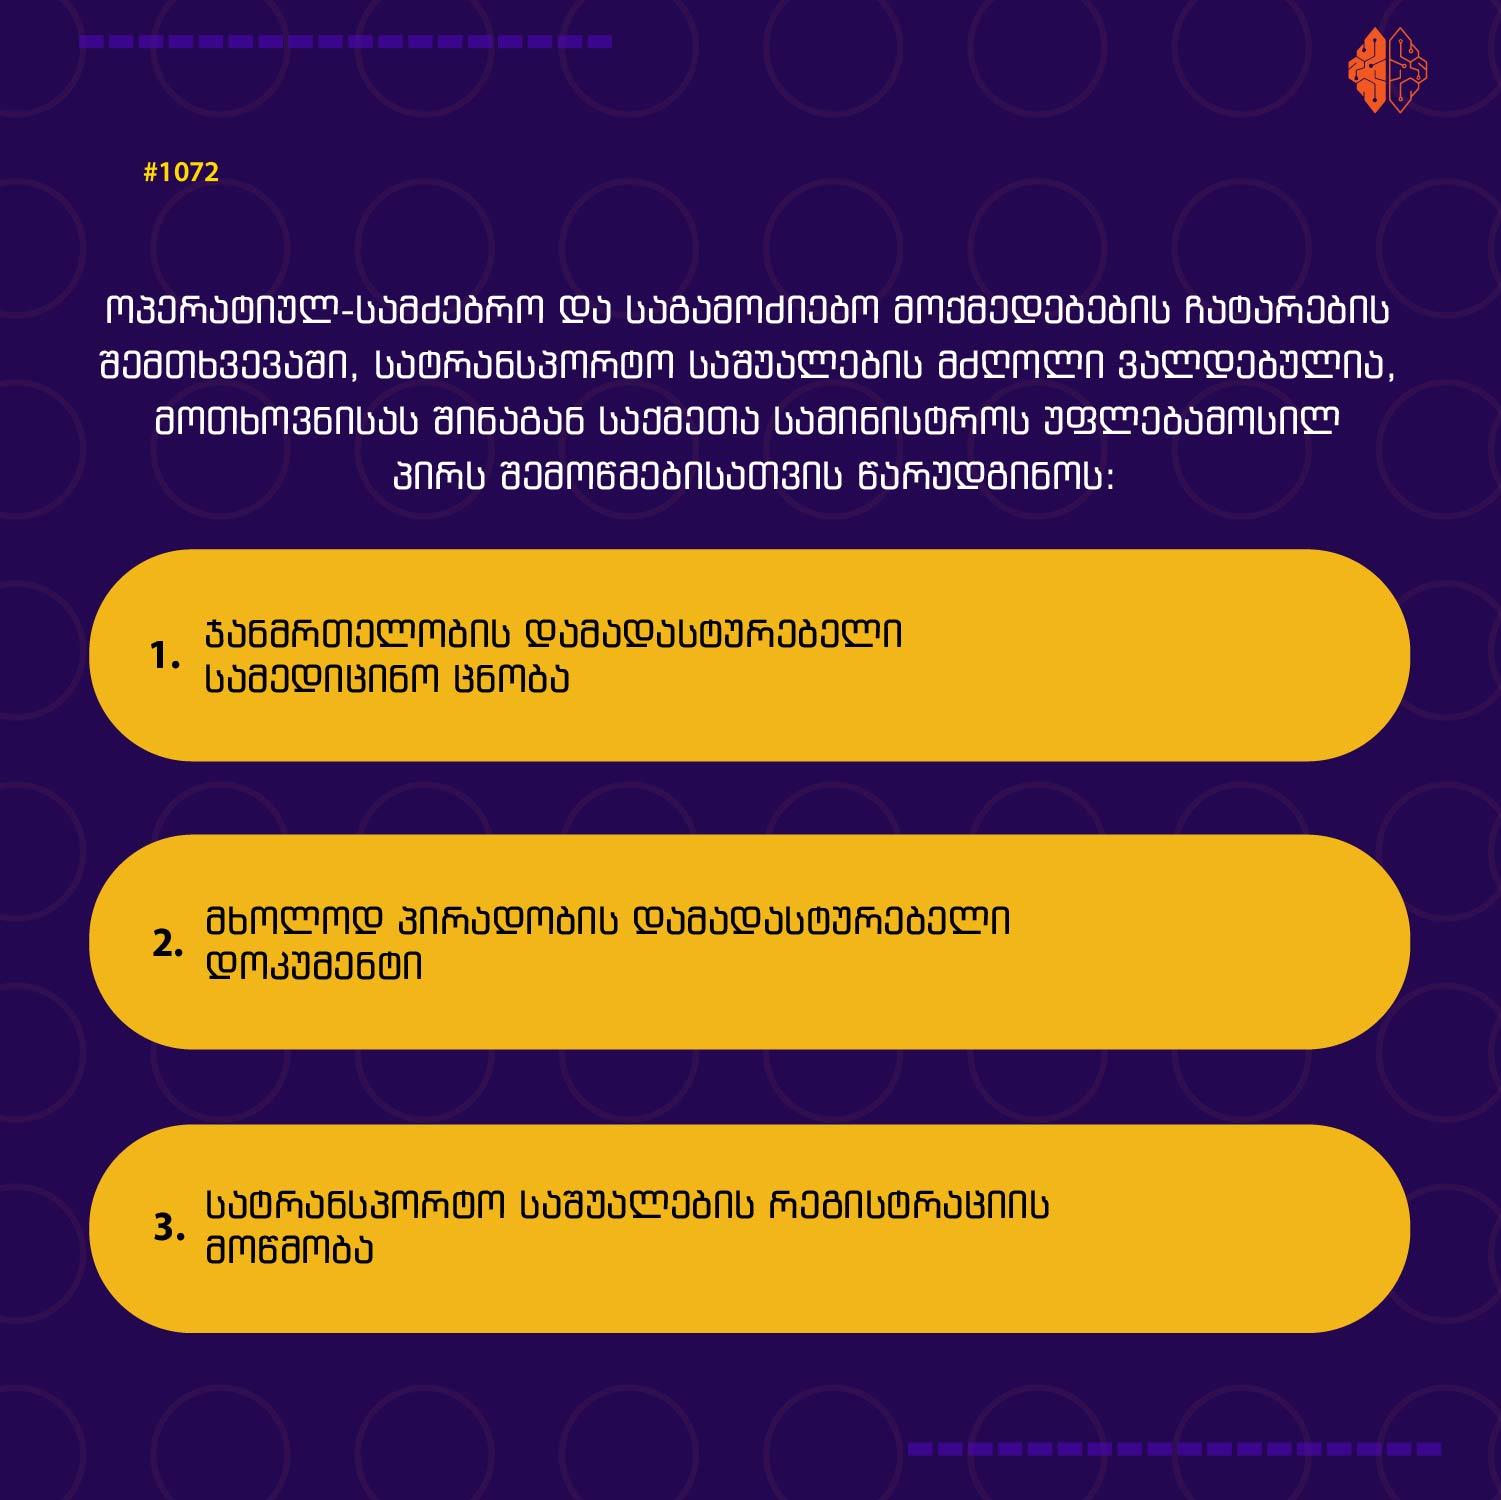 #1072
ოპერატიულ-სამძებრო და საგამოძიებო მოქმედებების ჩატარების
შემთხვევაში, სატრანსპორტო საშუალების მძღოლი ვალდებულია,
მოთხოვნისას შინაგან საქმეთა სამინისტროს უფლებამოსილ
პირს შემოწმებისათვის წარუდგინოს:
1. ჯანმრთელობის დამადასტურებელი
სამედიცინო ცნობა
2. მხოლოდ პირადობის დამადასტურებელი
დოკუმენტი
3. სატრანსპორტო საშუალების რეგისტრაციის
მოწმობა